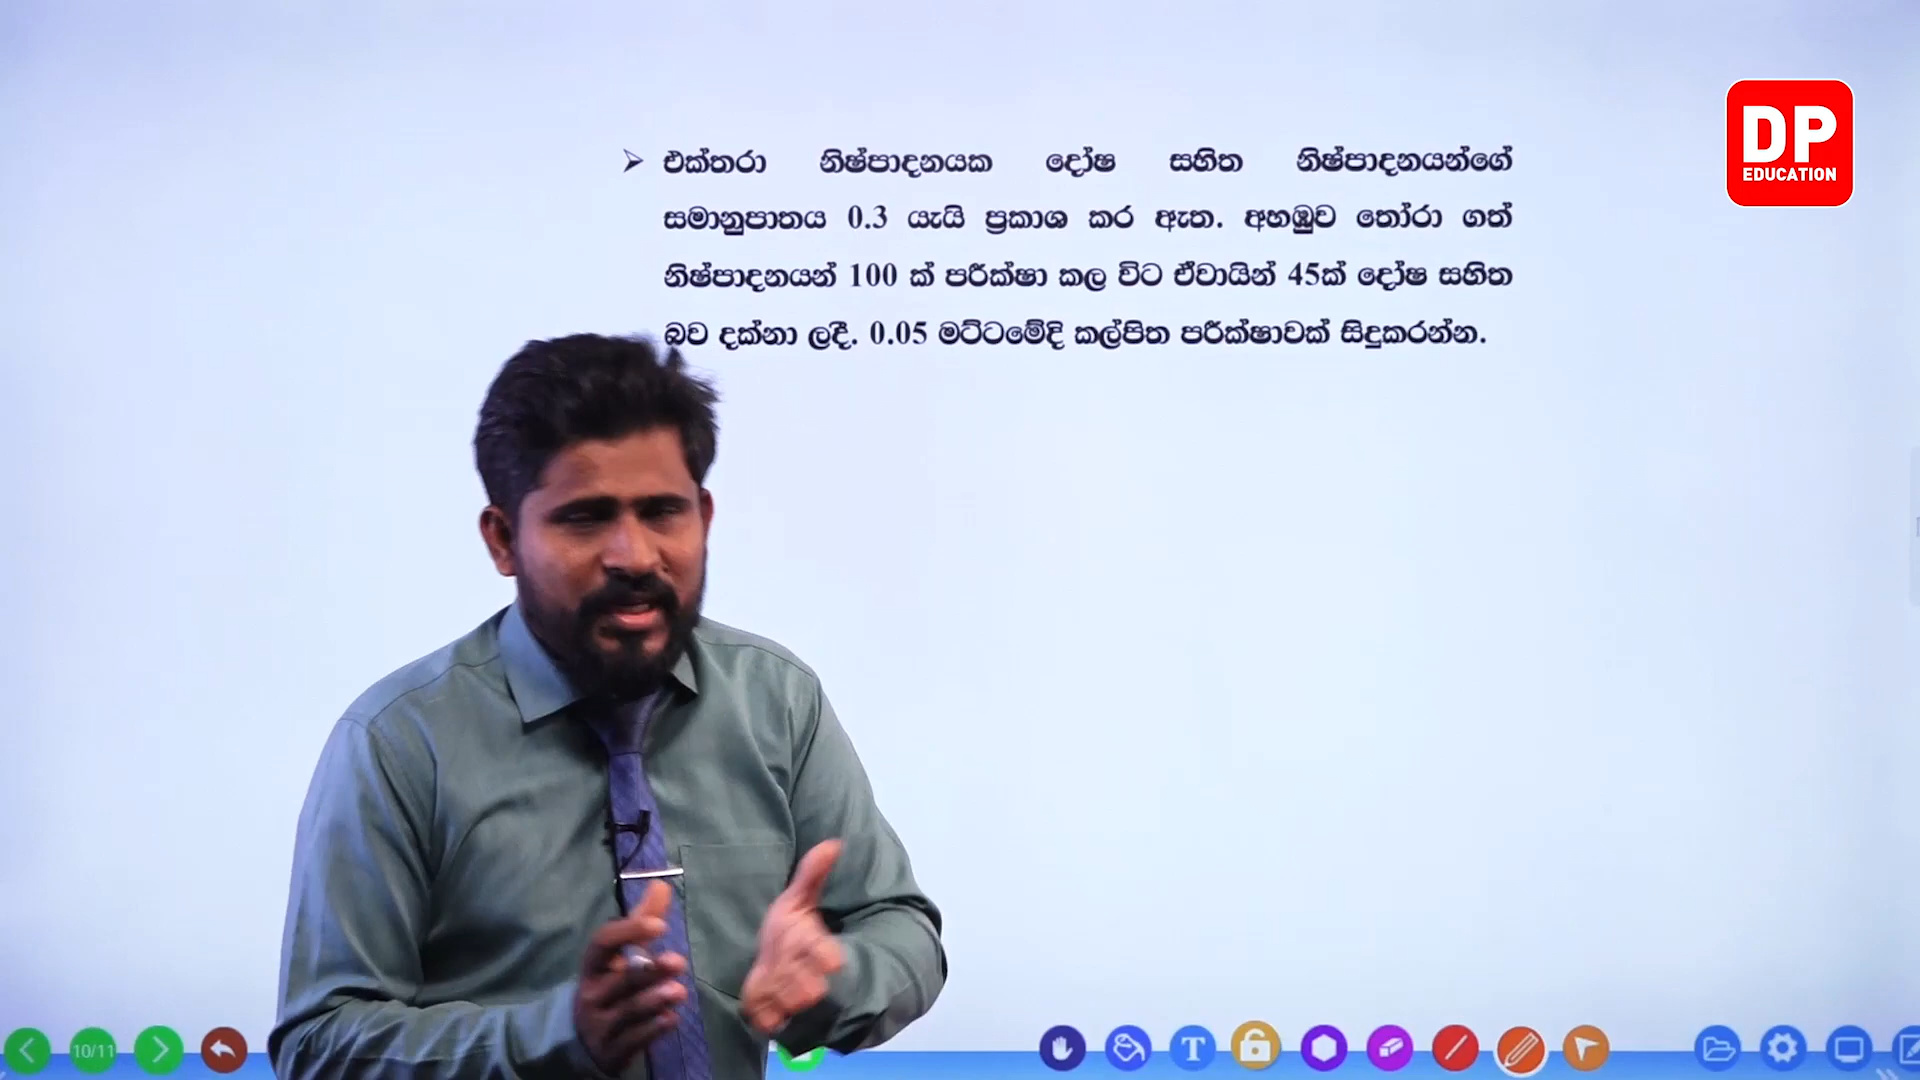 DP
EDUCATION
➢ එක්තරා නිෂ්පාදනයක දෝෂ සහිත නිෂ්පාදනයන්ගේ
සමානුපාතය 0.3 යැයි ප්‍රකාශ කර ඇත. අහඹුව තෝරා ගත්
නිෂ්පාදනයන් 100 ක් පරීක්ෂා කල විට ඒවායින් 45ක් දෝෂ සහිත
බව දක්නා ලදී. 0.05 මට්ටමේදි කල්පිත පරීක්ෂාවක් සිදුකරන්න.
10/11
T